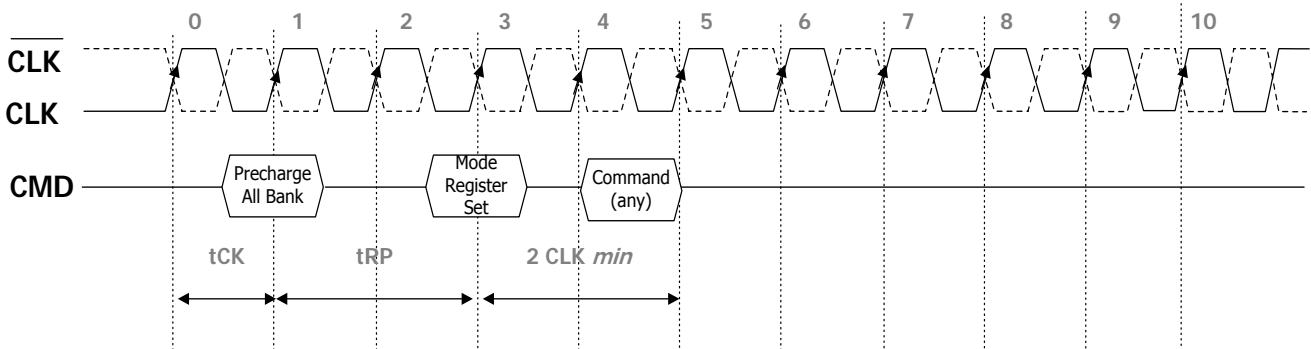 0 1 2 3 4 5 6 7 8 9 10
CLK
CLK
CMD
Precharge
All Bank
Mode
Register
Set
Command
(any)
tCK tRP 2 CLK min